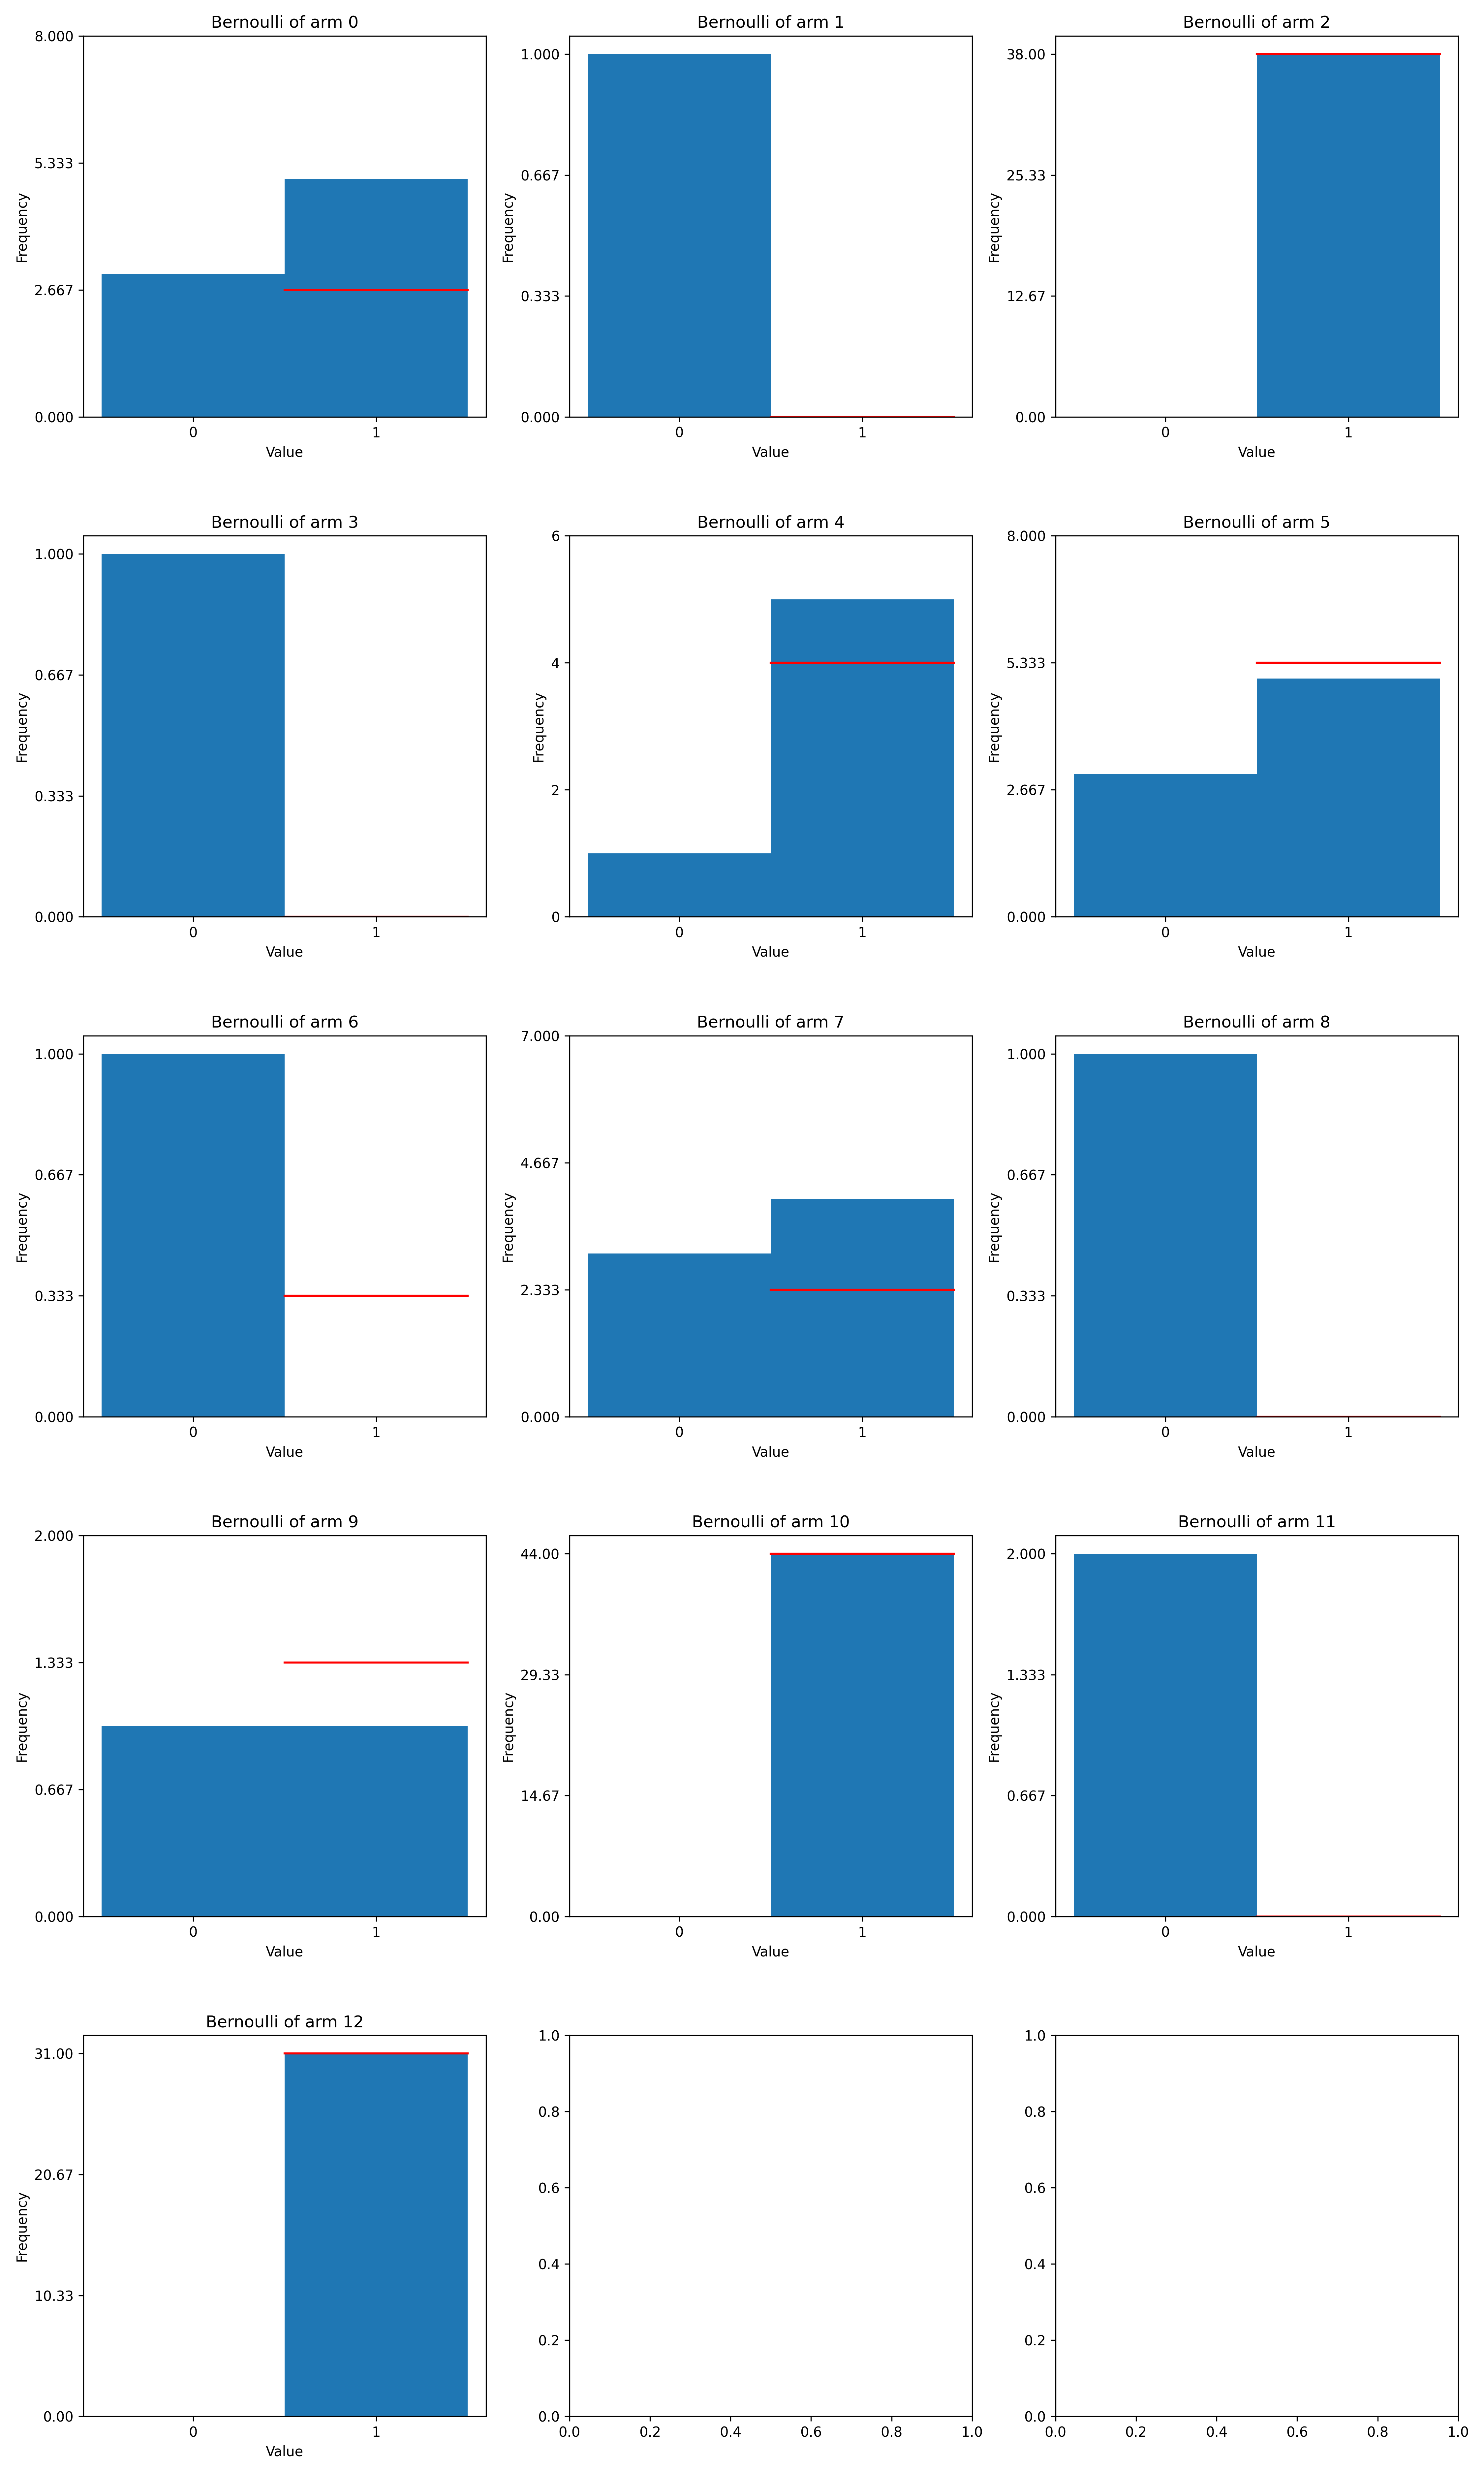 Bernoulli of arm 0
8.000
5.333
2.667
0.000
Frequency
0 1
Value
Bernoulli of arm 1
1.000
0.667
0.333
0.000
Frequency
0 1
Value
Bernoulli of arm 2
38.00
25.33
12.67
0.00
Frequency
0 1
Value
Bernoulli of arm 3
1.000
0.667
0.333
0.000
Frequency
0 1
Value
Bernoulli of arm 4
6
4
2
0
Frequency
0 1
Value
Bernoulli of arm 5
8.000
5.333
2.667
0.000
Frequency
0 1
Value
Bernoulli of arm 6
1.000
0.667
0.333
0.000
Frequency
0 1
Value
Bernoulli of arm 7
7.000
4.667
2.333
0.000
Frequency
0 1
Value
Bernoulli of arm 8
1.000
0.667
0.333
0.000
Frequency
0 1
Value
Bernoulli of arm 9
2.000
1.333
0.667
0.000
Frequency
0 1
Value
Bernoulli of arm 10
44.00
29.33
14.67
0.00
Frequency
0 1
Value
Bernoulli of arm 11
2.000
1.333
0.667
0.000
Frequency
0 1
Value
Bernoulli of arm 12
31.00
20.67
10.33
0.00
Frequency
0 1
Value
1.0
0.8
0.6
0.4
0.2
0.0
0.0 0.2 0.4 0.6 0.8 1.0
1.0
0.8
0.6
0.4
0.2
0.0
0.0 0.2 0.4 0.6 0.8 1.0